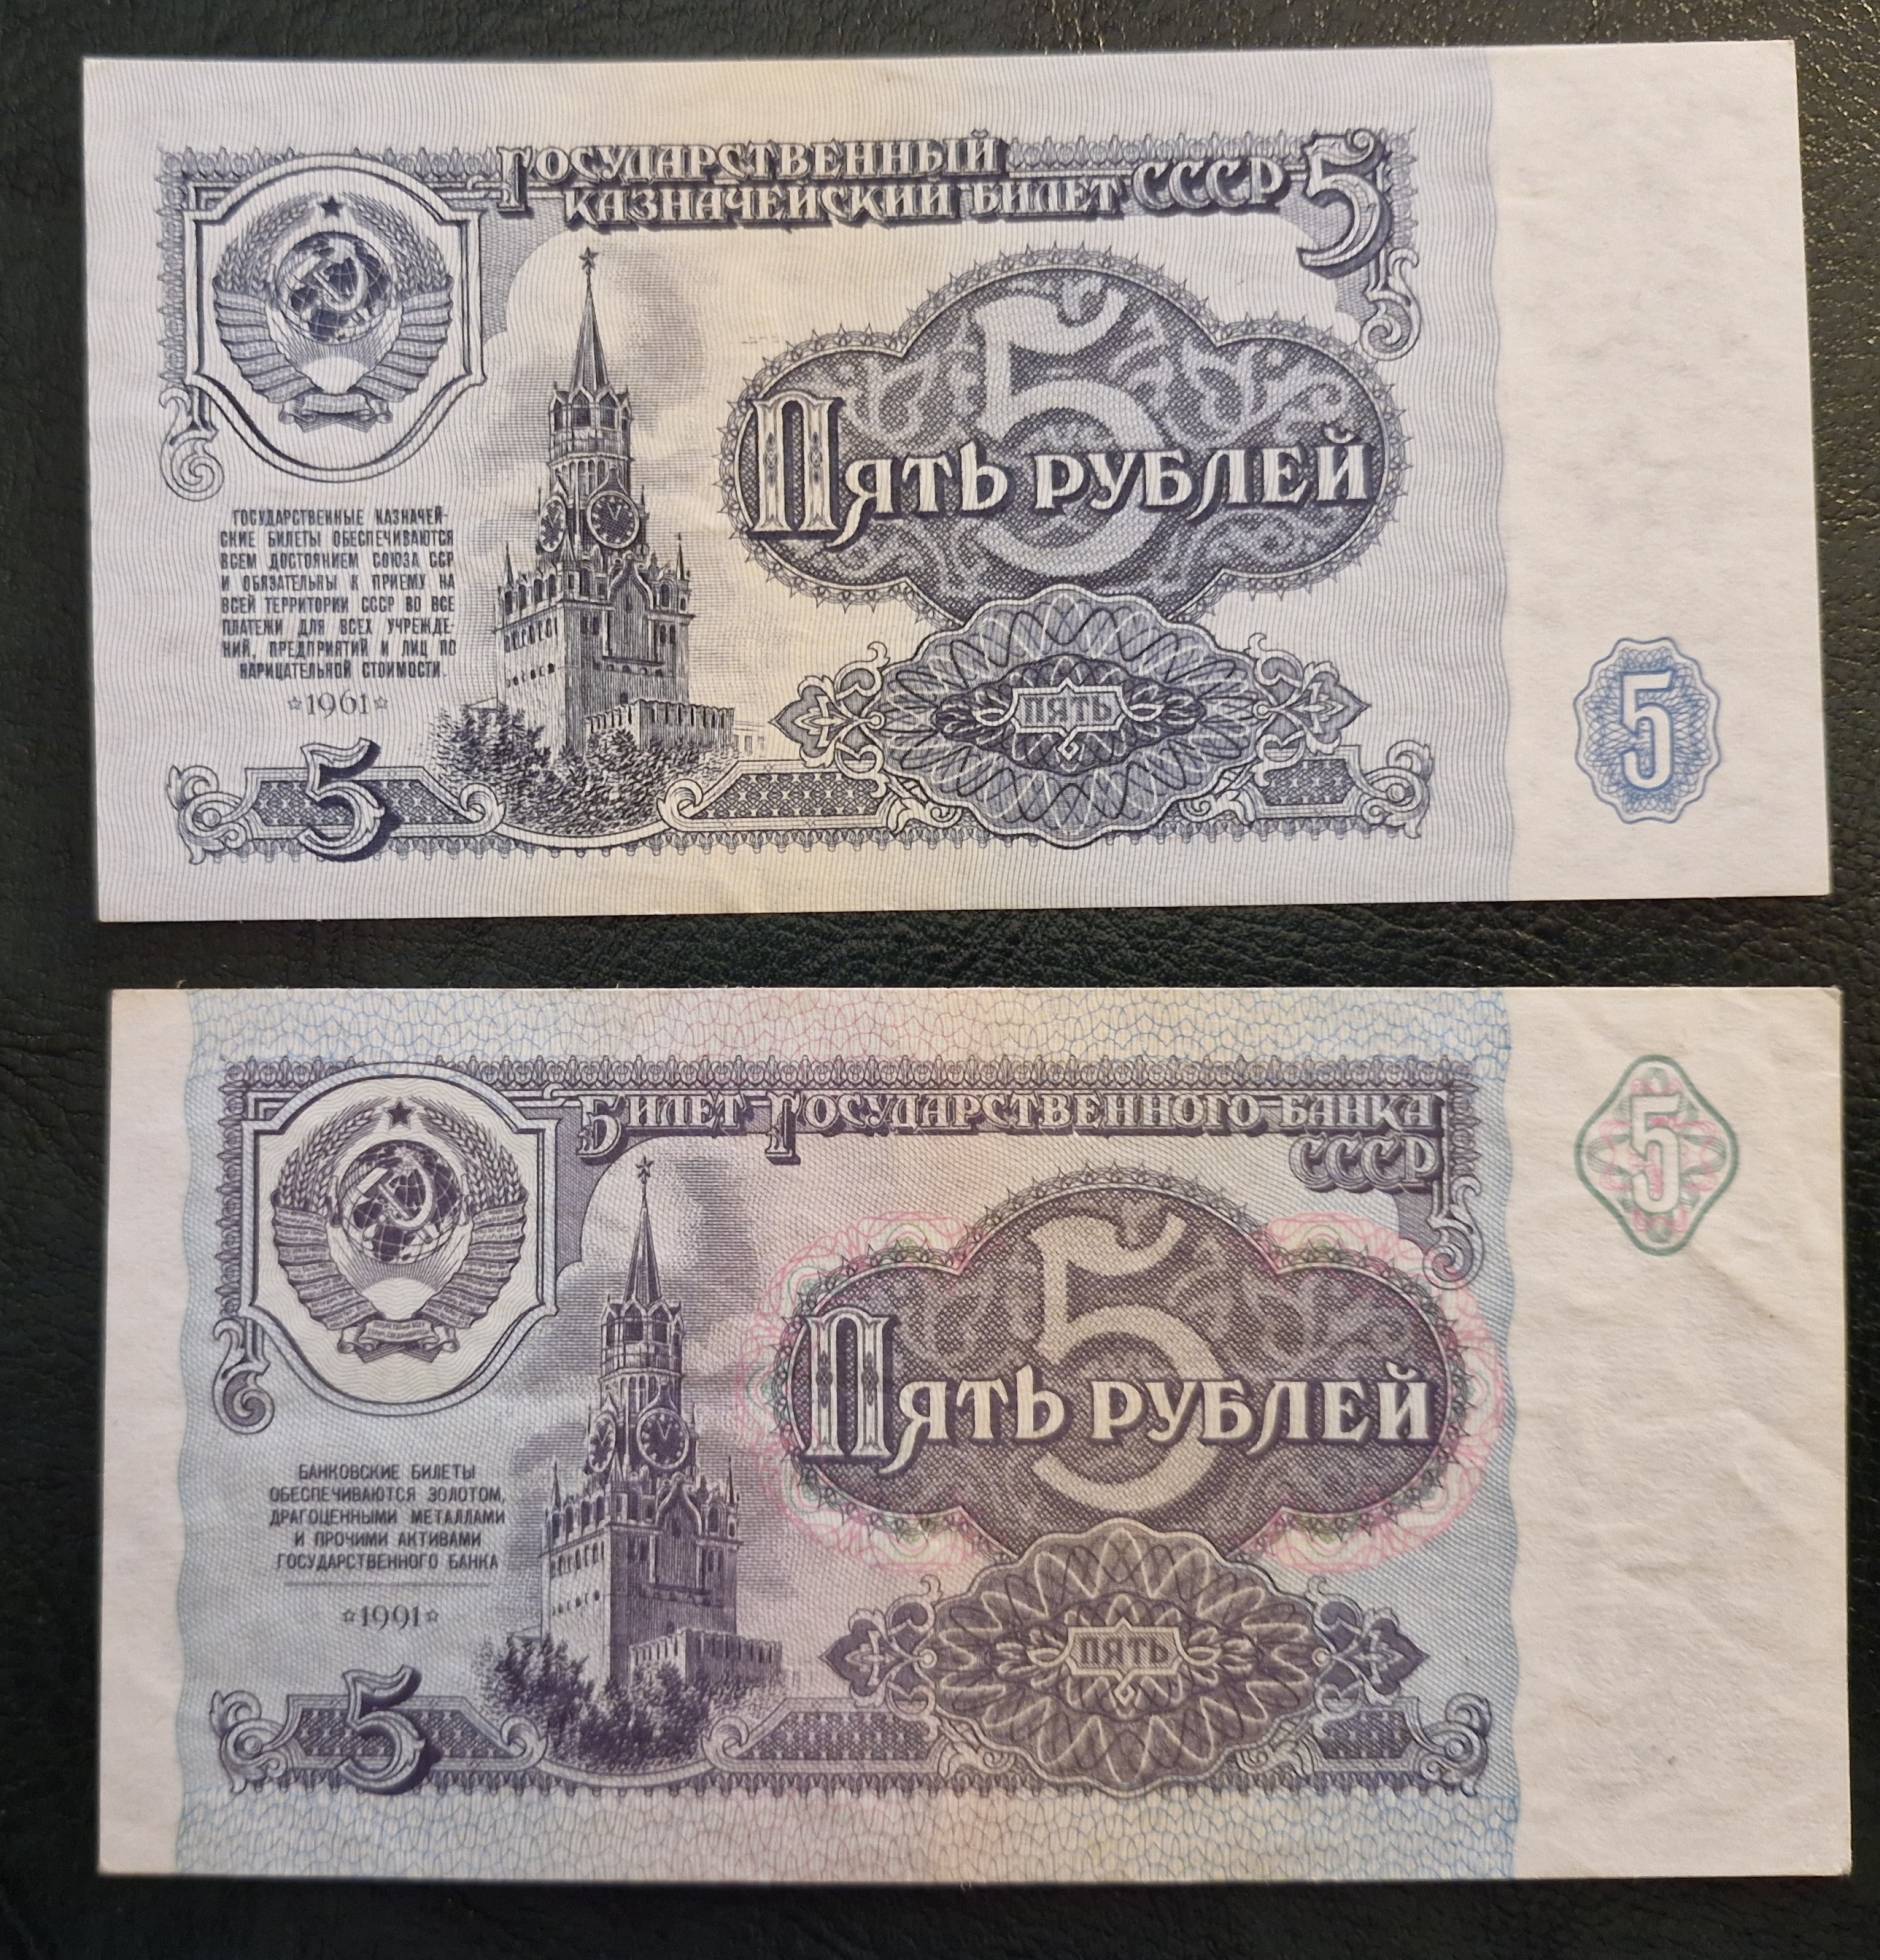 ГОСУДАРСТВЕННЫЙ
КАЗНАЧЕЙСКИЙ БИЛЕТ СССР 5
5
ПЯТЬ РУБЛЕЙ
ГОСУДАРСТВЕННЫЕ КАЗНАЧЕЙ-
СКИЕ БИЛЕТЫ ОБЕСПЕЧИВАЮТСЯ
ВСЕМ ДОСТОЯНИЕМ СОЮЗА ССР
И ОБЯЗАТЕЛЬНЫ К ПРИЕМУ НА
ВСЕЙ ТЕРРИТОРИИ СССР ВО ВСЕ
ПЛАТЕЖИ ДЛЯ ВСЕХ УЧРЕЖДЕ-
НИЙ, ПРЕДПРИЯТИЙ И ЛИЦ ПО
НАРИЦАТЕЛЬНОЙ СТОИМОСТИ.
☆1961☆
ПЯТЬ
5
5
БИЛЕТ ГОСУДАРСТВЕННОГО БАНКА
СССР
5
5
ПЯТЬ РУБЛЕЙ
БАНКОВСКИЕ БИЛЕТЫ
ОБЕСПЕЧИВАЮТСЯ ЗОЛОТОМ,
ДРАГОЦЕННЫМИ МЕТАЛЛАМИ
И ПРОЧИМИ АКТИВАМИ
ГОСУДАРСТВЕННОГО БАНКА
☆1991☆
ПЯТЬ
5